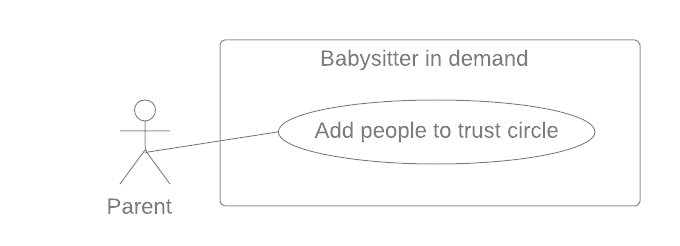 Babysitter in demand
Add people to trust circle
Parent